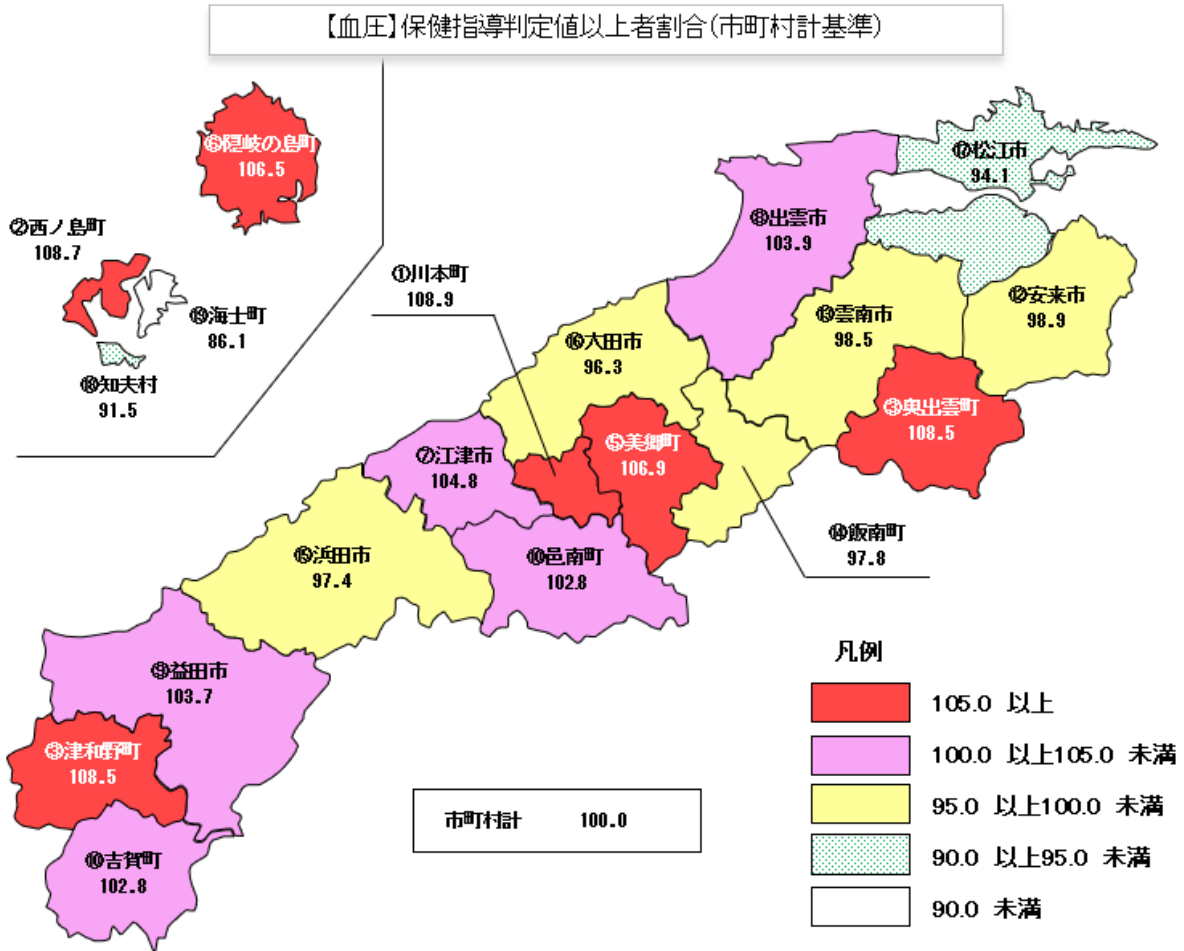 【血圧】保健指導判定値以上者割合(市町村計基準)
⑥隠岐の島町
106.5
②西ノ島町
108.7
⑲海士町
86.1
⑱知夫村
91.5
①川本町
108.9
⑰松江市
94.1
⑧出雲市
103.9
⑫安来市
98.9
⑬雲南市
98.5
⑯大田市
96.3
③奥出雲町
108.5
⑤美郷町
106.9
⑦江津市
104.8
⑭飯南町
97.8
⑩邑南町
102.8
⑮浜田市
97.4
⑨益田市
103.7
③津和野町
108.5
⑩吉賀町
102.8
市町村計 100.0
凡例
105.0 以上
100.0 以上105.0 未満
95.0 以上100.0 未満
90.0 以上95.0 未満
90.0 未満